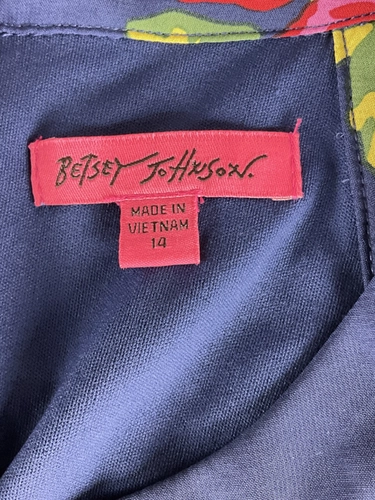 BETSEY JOHNSON.
MADE IN
VIETNAM
14